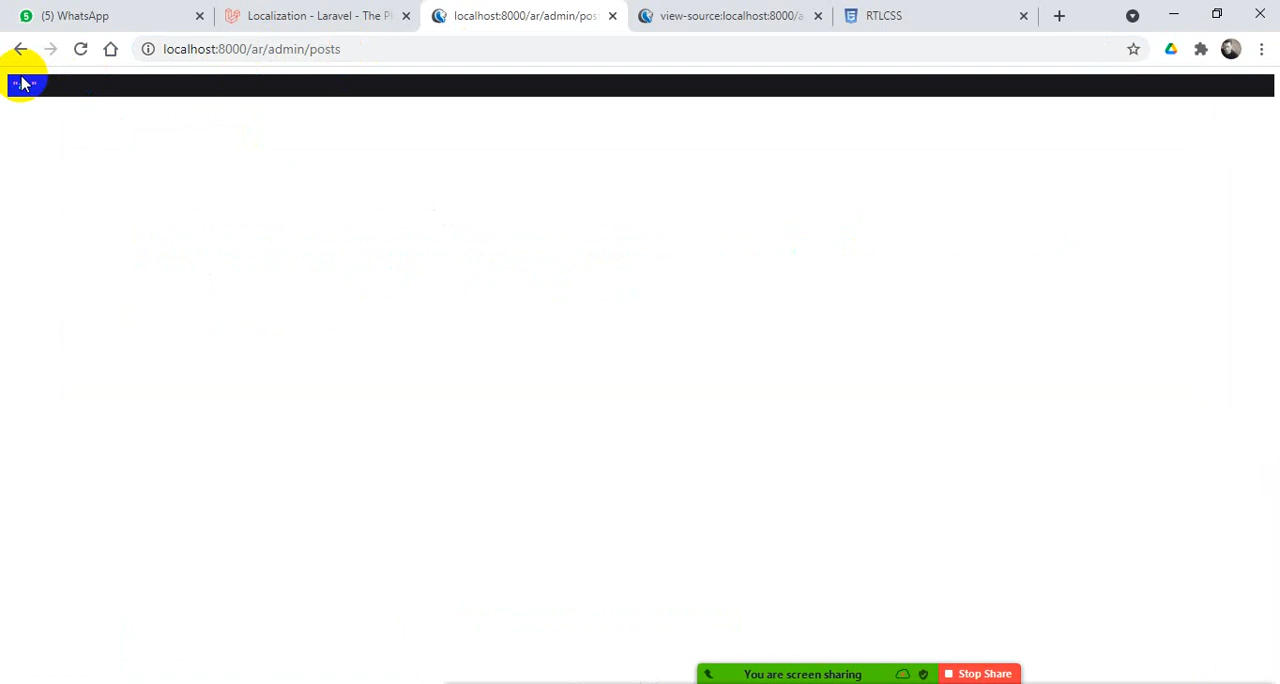 (5) WhatsApp
Localization - Laravel - The P
localhost:8000/ar/admin/pos
view-source:localhost:8000/a
RTLCSS
localhost:8000/ar/admin/posts
You are screen sharing
Stop Share